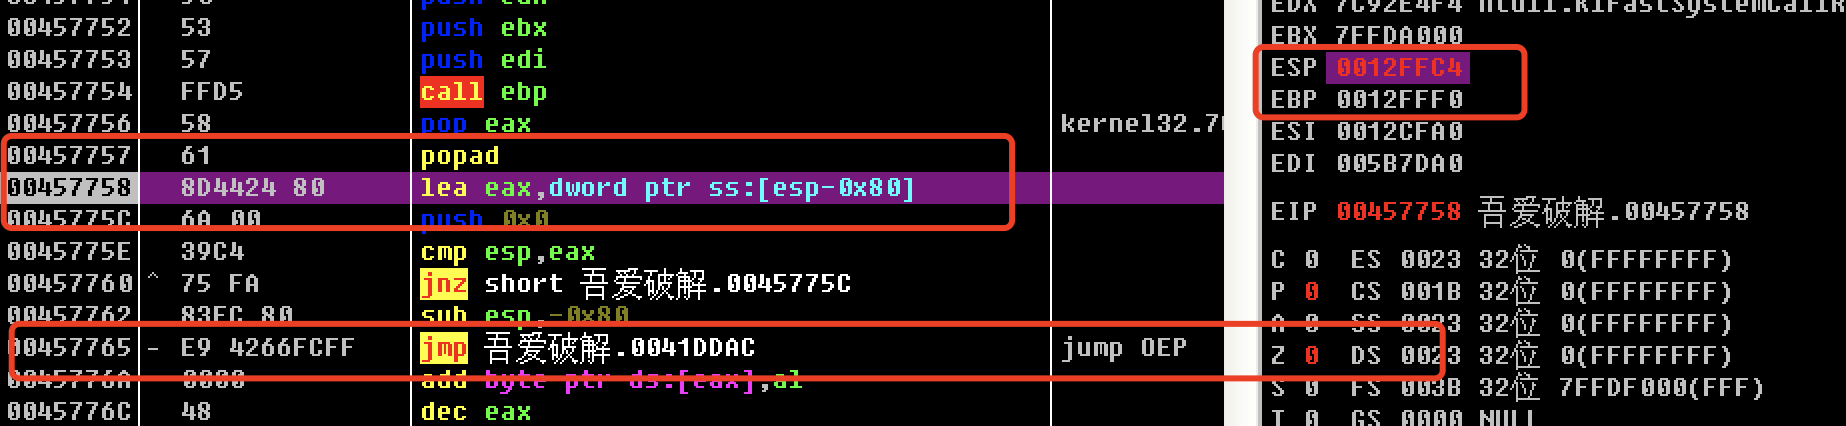 00457752 53 push ebx
00457753 57 push edi
00457754 FFD5 call ebp
00457756 58 pop eax
00457757 61 popad
00457758 8D4424 80 lea eax,dword ptr ss:[esp-0x80]
0045775C 6A 00 push 0x0
0045775E 39C4 cmp esp,eax
00457760 ^ 75 FA jnz short 吾爱破解.0045775C
00457762 83EC 80 sub esp,-0x80
00457765 - E9 4266FCFF jmp 吾爱破解.0041DDAC jump OEP
0045776A 0000 add byte ptr ds:[eax],al
0045776C 48 dec eax
EDX 7C92E4F4 ntdll.KiFastSystemCallR
EBX 7FFDA000
ESP 0012FFC4
EBP 0012FFF0
ESI 0012CFA0
EDI 005B7DA0
EIP 00457758 吾爱破解.00457758
C 0 ES 0023 32位 0(FFFFFFFF)
P 0 CS 001B 32位 0(FFFFFFFF)
A 0 SS 0023 32位 0(FFFFFFFF)
Z 0 DS 0023 32位 0(FFFFFFFF)
S 0 FS 003B 32位 7FFDF000(FFF)
T 0 GS 0000 NULL